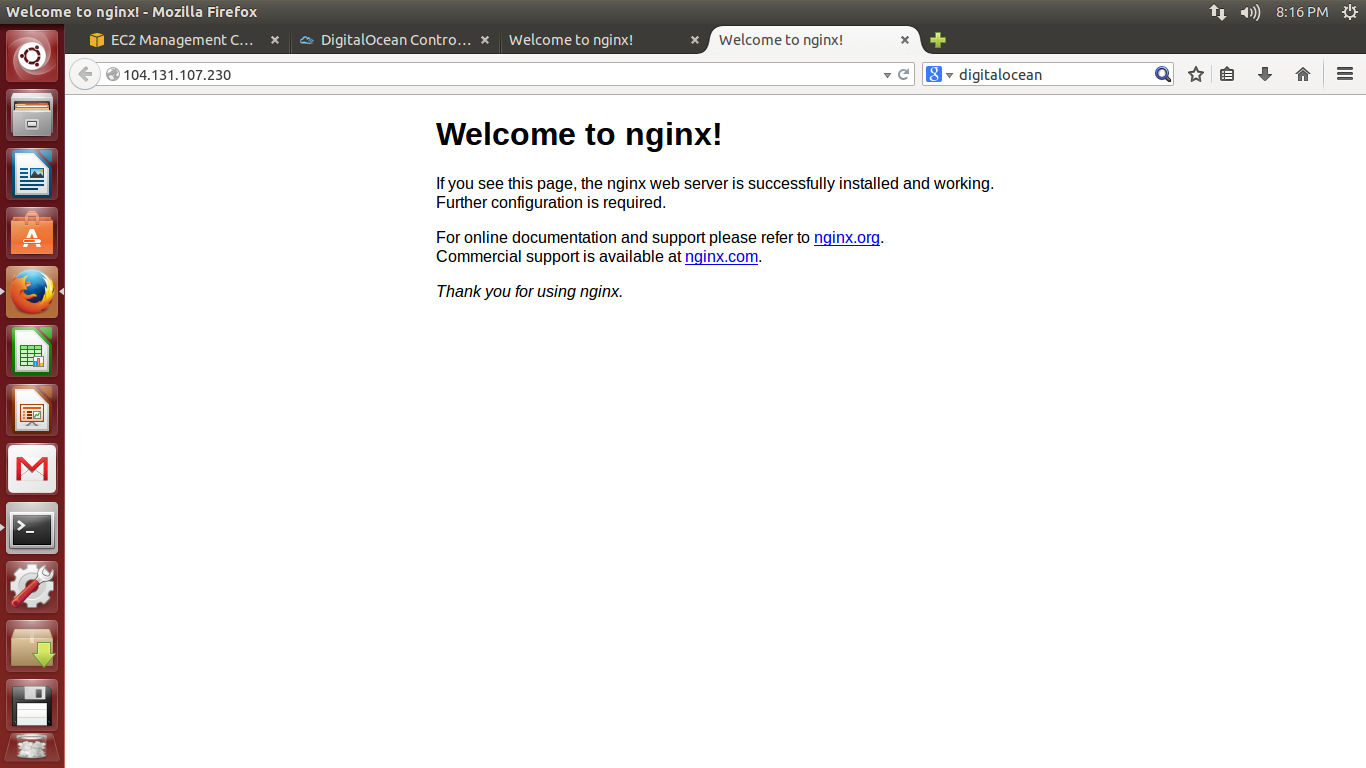 Welcome to nginx! - Mozilla Firefox
8:16 PM
EC2 Management C...
DigitalOcean Contro...
Welcome to nginx!
Welcome to nginx!
104.131.107.230
8
digitalocean
Welcome to nginx!
If you see this page, the nginx web server is successfully installed and working.
Further configuration is required.
For online documentation and support please refer to nginx.org.
Commercial support is available at nginx.com.
Thank you for using nginx.